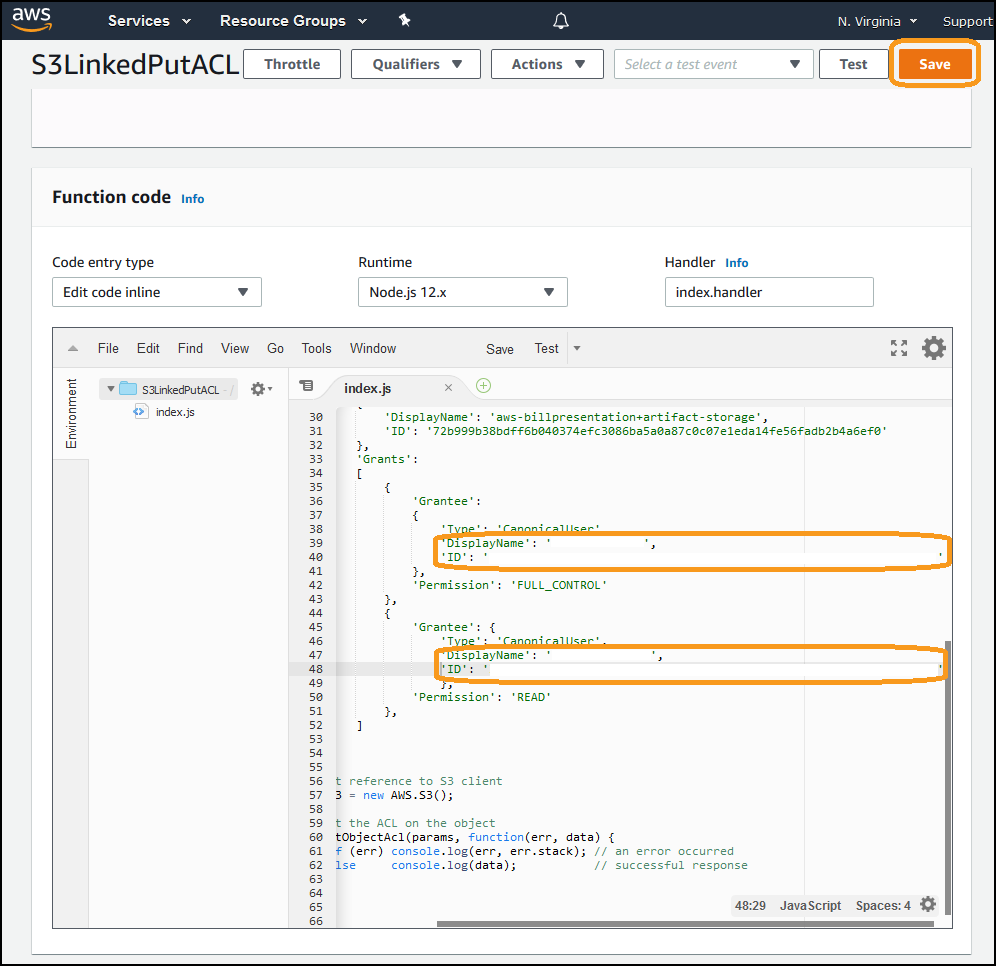 aws Services Resource Groups N. Virginia Support
S3LinkedPutACL Throttle Qualifiers Actions Select a test event Test Save
Function code Info
Code entry type Runtime Handler Info
Edit code inline Node.js 12.x index.handler
File Edit Find View Go Tools Window Save Test
Environment
S3LinkedPutACL - /
index.js
index.js
{
30 'DisplayName': 'aws-billpresentation+artifact-storage',
31 'ID': '72b999b38bdff6b040374efc3086ba5a0a87c0c07e1eda14fe56fadb2b4a6ef0'
32 },
33 'Grants':
34 [
35 {
36 'Grantee':
37 {
38 'Type': 'CanonicalUser',
39 'DisplayName': ' ',
40 'ID': ' '
41 },
42 'Permission': 'FULL_CONTROL'
43 },
44 {
45 'Grantee': {
46 'Type': 'CanonicalUser',
47 'DisplayName': ' ',
48 'ID': ' '
49 },
50 'Permission': 'READ'
51 },
52 ]
53
54
55
56 t reference to S3 client
57 3 = new AWS.S3();
58
59 t the ACL on the object
60 tObjectAcl(params, function(err, data) {
61 f (err) console.log(err, err.stack); // an error occurred
62 lse console.log(data); // successful response
63
64
65
66
48:29 JavaScript Spaces: 4